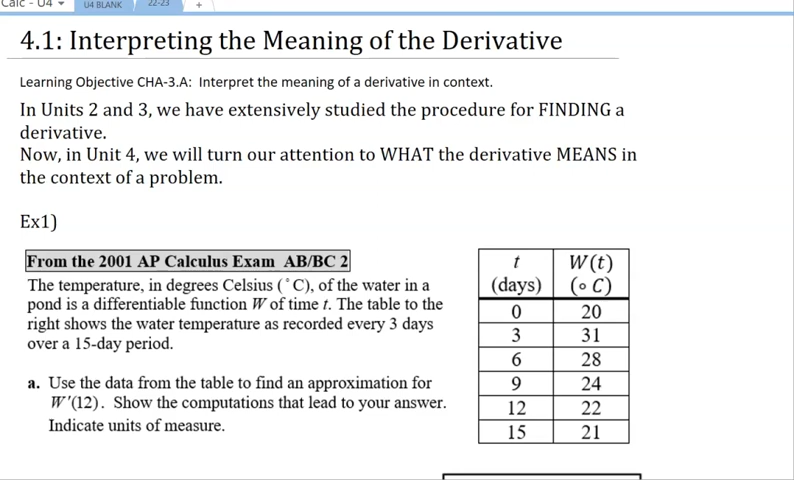 Calc - U4
U4 BLANK
22-23
+
4.1: Interpreting the Meaning of the Derivative
Learning Objective CHA-3.A: Interpret the meaning of a derivative in context.
In Units 2 and 3, we have extensively studied the procedure for FINDING a
derivative.
Now, in Unit 4, we will turn our attention to WHAT the derivative MEANS in
the context of a problem.
Ex1)
From the 2001 AP Calculus Exam AB/BC 2
The temperature, in degrees Celsius (°C), of the water in a
pond is a differentiable function W of time t. The table to the
right shows the water temperature as recorded every 3 days
over a 15-day period.
a. Use the data from the table to find an approximation for
W′(12). Show the computations that lead to your answer.
Indicate units of measure.
t W(t)
(days) (∘ C)
0 20
3 31
6 28
9 24
12 22
15 21